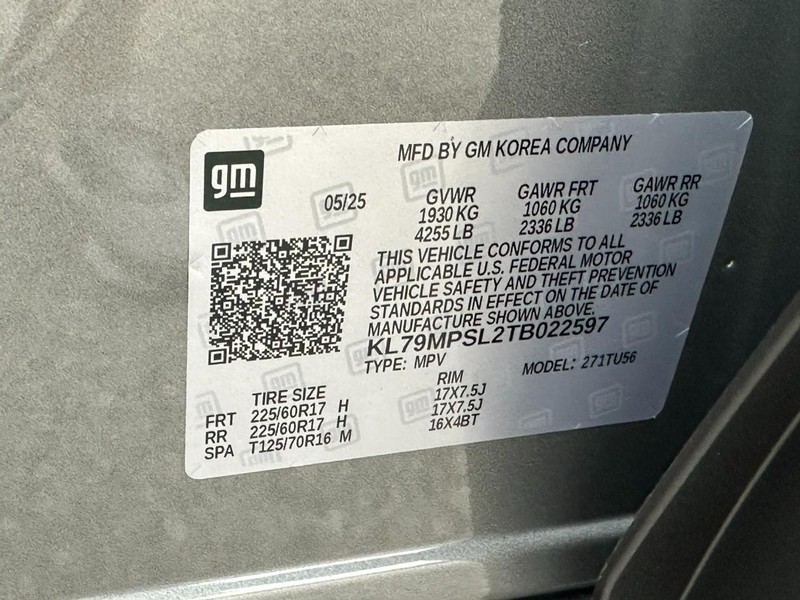 gm
MFD BY GM KOREA COMPANY
05/25
GVWR GAWR FRT GAWR RR
1930 KG 1060 KG 1060 KG
4255 LB 2336 LB 2336 LB
THIS VEHICLE CONFORMS TO ALL
APPLICABLE U.S. FEDERAL MOTOR
VEHICLE SAFETY AND THEFT PREVENTION
STANDARDS IN EFFECT ON THE DATE OF
MANUFACTURE SHOWN ABOVE.
KL79MPSL2TB022597
TYPE: MPV MODEL: 271TU56
TIRE SIZE RIM
FRT 225/60R17 H 17X7.5J
RR 225/60R17 H 17X7.5J
SPA T125/70R16 M 16X4BT